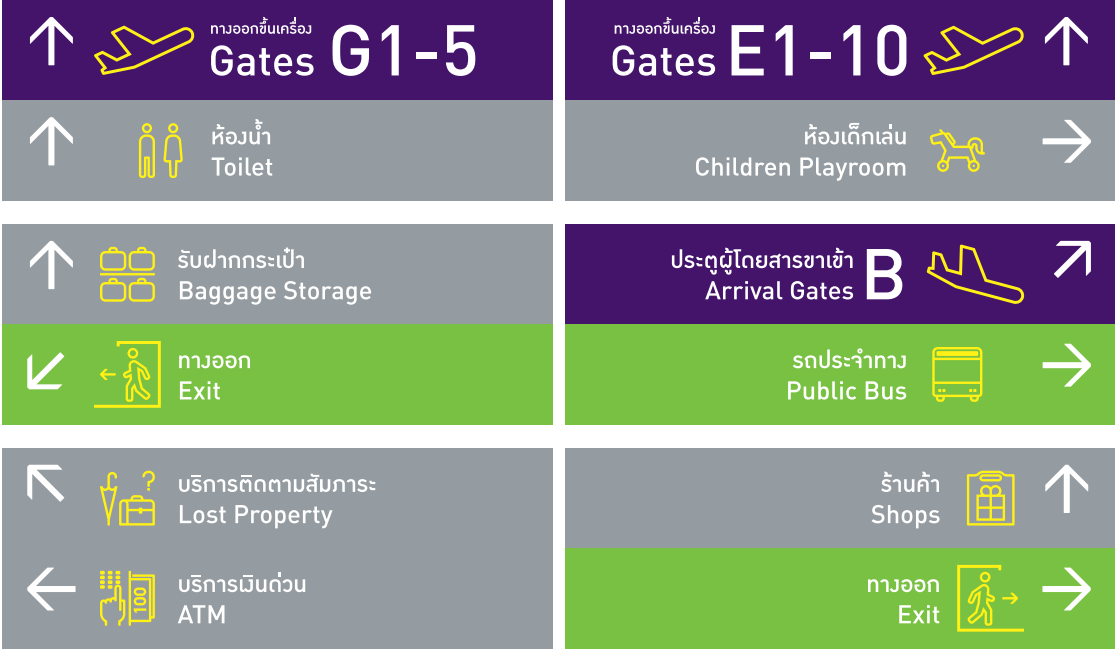 ทางออกขึ้นเครื่อง
Gates G1-5
ห้องน้ำ
Toilet
ทางออกขึ้นเครื่อง
Gates E1-10
ห้องเด็กเล่น
Children Playroom
รับฝากกระเป๋า
Baggage Storage
ทางออก
Exit
ประตูผู้โดยสารขาเข้า
Arrival Gates B
รถประจำทาง
Public Bus
?
บริการติดตามสัมภาระ
Lost Property
100
บริการเงินด่วน
ATM
ร้านค้า
Shops
ทางออก
Exit